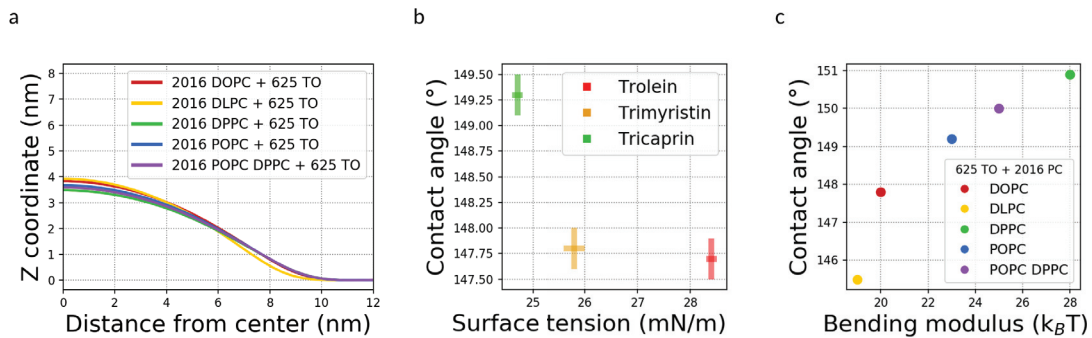 a
b
c
8
7
6
5
4
3
2
1
0
Z coordinate (nm)
2016 DOPC + 625 TO
2016 DLPC + 625 TO
2016 DPPC + 625 TO
2016 POPC + 625 TO
2016 POPC DPPC + 625 TO
0 2 4 6 8 10 12
Distance from center (nm)
149.50
149.25
149.00
148.75
148.50
148.25
148.00
147.75
147.50
Contact angle (°)
Trolein
Trimyristin
Tricaprin
25 26 27 28
Surface tension (mN/m)
151
150
149
148
147
146
Contact angle (°)
625 TO + 2016 PC
DOPC
DLPC
DPPC
POPC
POPC DPPC
20 22 24 26 28
Bending modulus (k_BT)